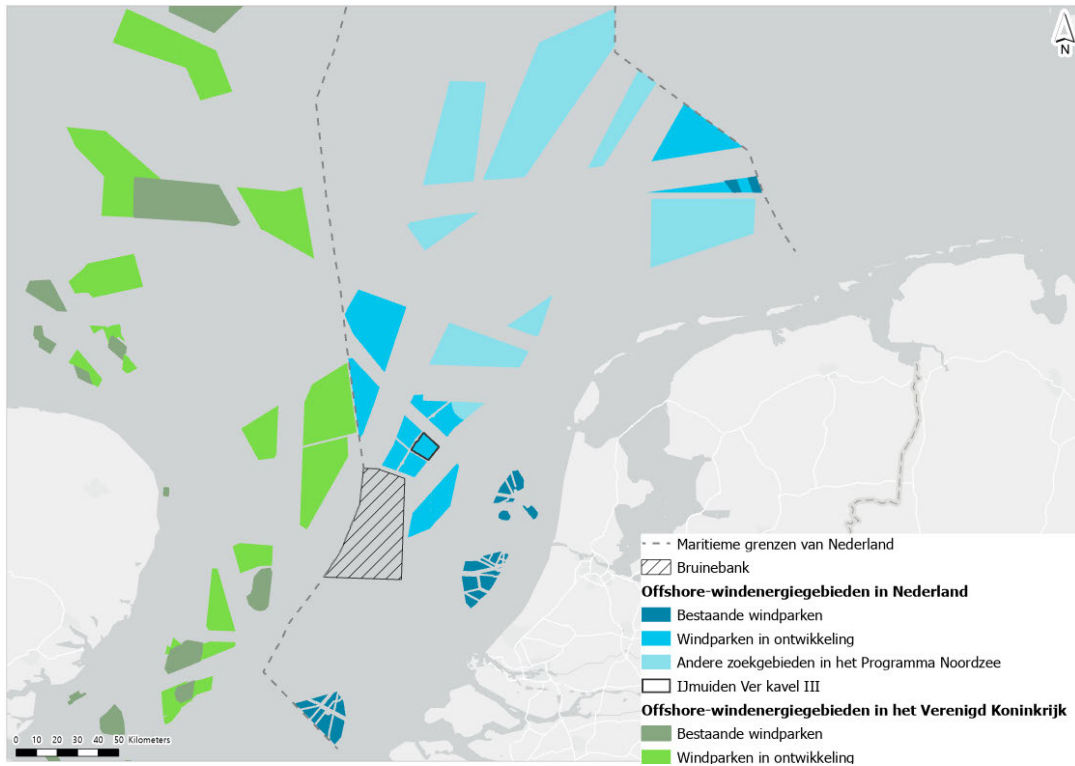 N
Maritieme grenzen van Nederland
Bruinebank
Offshore-windenergiegebieden in Nederland
Bestaande windparken
Windparken in ontwikkeling
Andere zoekgebieden in het Programma Noordzee
IJmuiden Ver kavel III
Offshore-windenergiegebieden in het Verenigd Koninkrijk
Bestaande windparken
Windparken in ontwikkeling
0 10 20 30 40 50 Kilometers